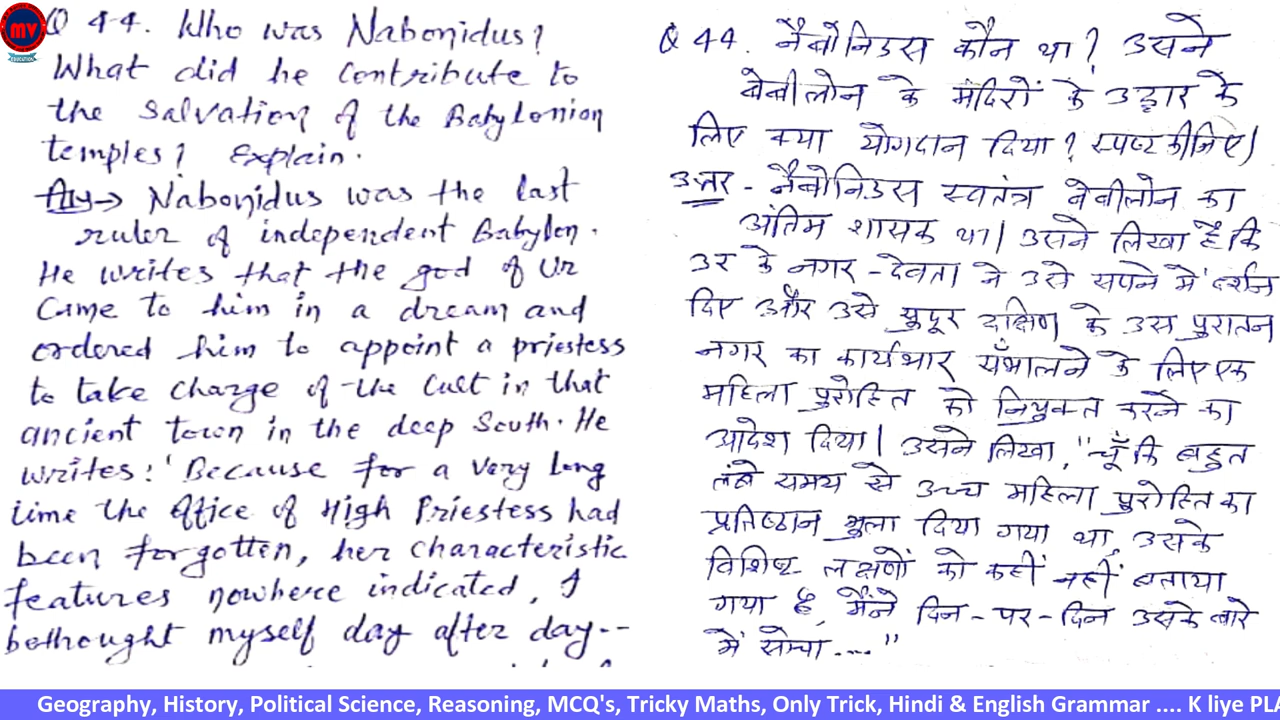 mv
EDUCATION
Q 44. Who was Nabonidus?
What did he contribute to
the salvation of the Babylonion
temples? Explain.
Ans→ Nabonidus was the last
ruler of independent Babylon.
He writes that the god of Ur
came to him in a dream and
ordered him to appoint a priestess
to take charge of the cult in that
ancient town in the deep South. He
writes: 'Because for a very long
time the office of High Priestess had
been forgotten, her characteristic
features nowhere indicated, I
bethought myself day after day...
Q 44. नैबोनिडस कौन था? उसने
बेबीलोन के मंदिरों के उद्धार के
लिए क्या योगदान दिया? स्पष्ट कीजिए।
उत्तर - नैबोनिडस स्वतंत्र बेबीलोन का
अंतिम शासक था। उसने लिखा है कि
उर के नगर-देवता ने उसे सपने में दर्शन
दिए और उसे सुदूर दक्षिण के उस पुरातन
नगर का कार्यभार सँभालने के लिए एक
महिला पुरोहित को नियुक्त करने का
आदेश दिया। उसने लिखा, "चूँकि बहुत
लंबे समय से उच्च महिला पुरोहित का
प्रतिष्ठान भुला दिया गया था, उसके
विशिष्ट लक्षणों को कहीं नहीं बताया
गया है, मैंने दिन-पर-दिन उसके बारे
में सोचा...."
Geography, History, Political Science, Reasoning, MCQ's, Tricky Maths, Only Trick, Hindi & English Grammar .... K liye PLA